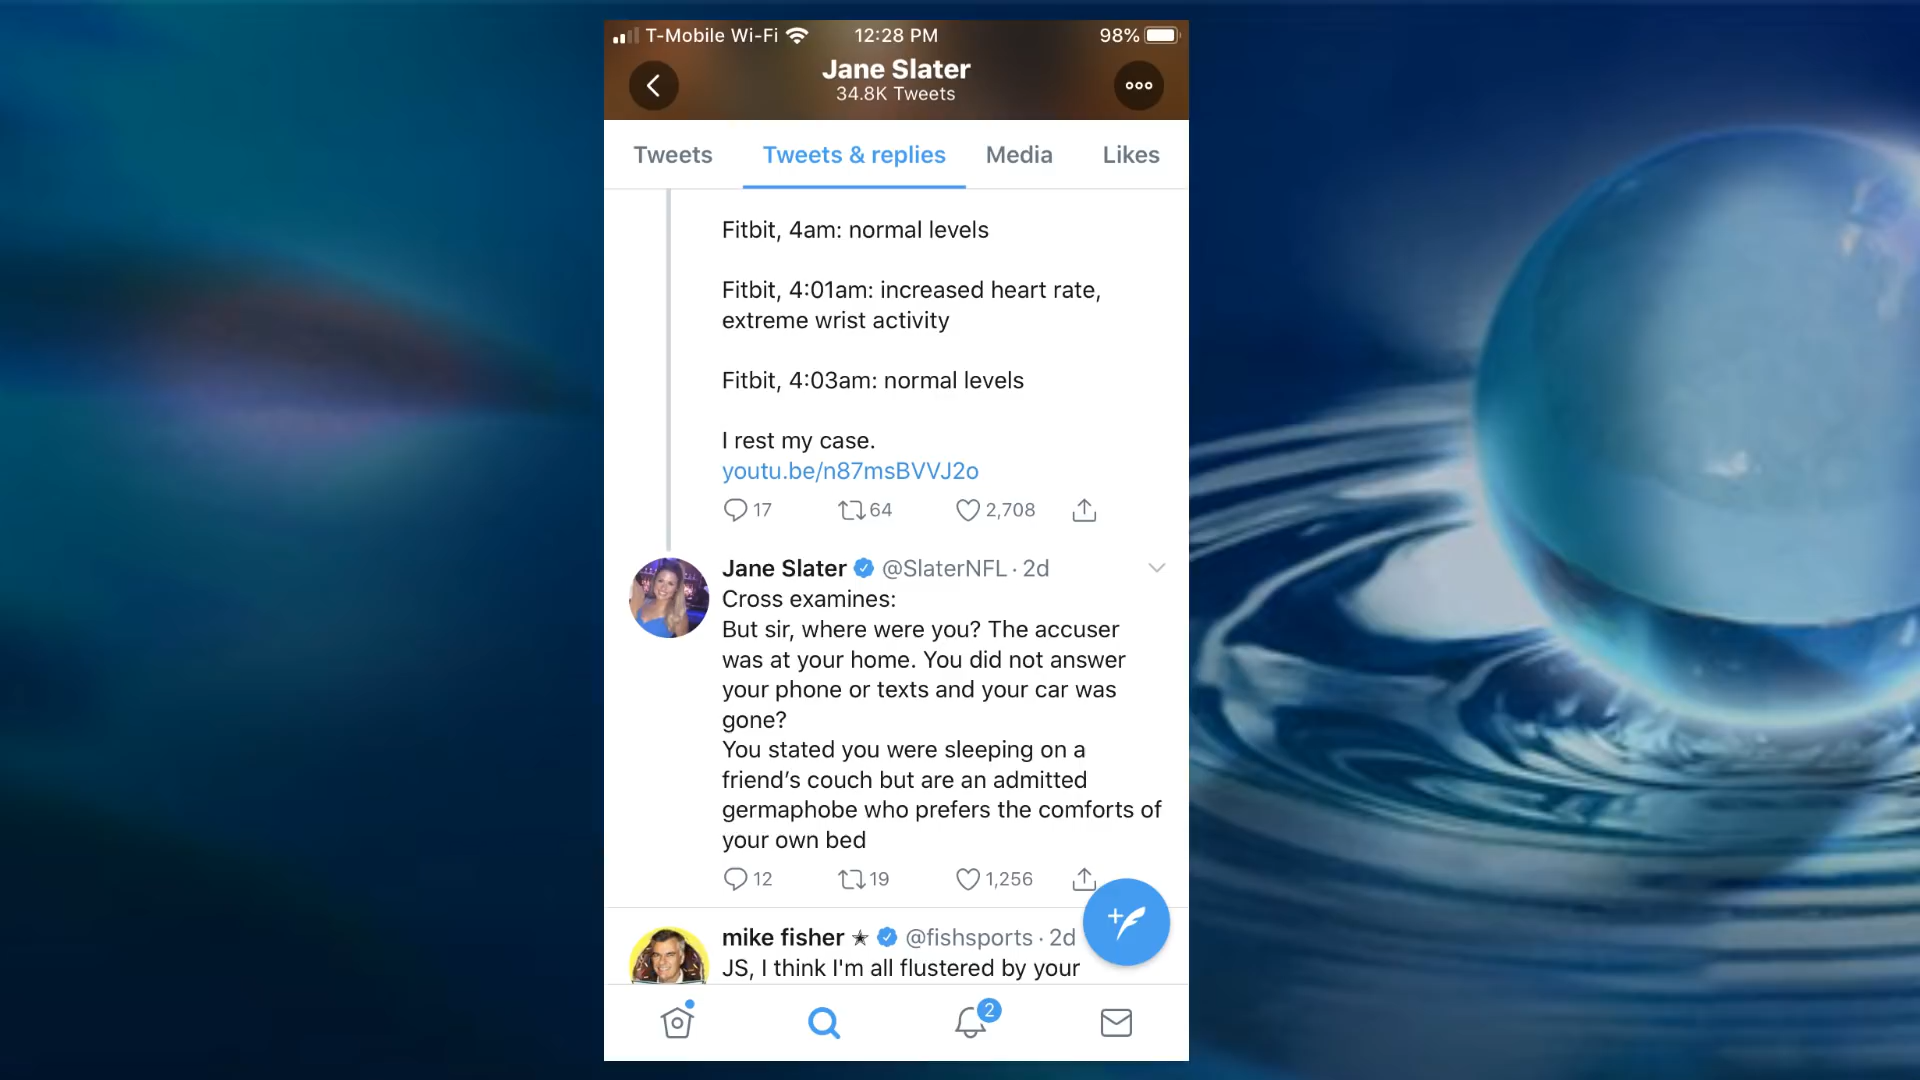 T-Mobile Wi-Fi 12:28 PM 98%
Jane Slater
34.8K Tweets
Tweets Tweets & replies Media Likes
Fitbit, 4am: normal levels
Fitbit, 4:01am: increased heart rate,
extreme wrist activity
Fitbit, 4:03am: normal levels
I rest my case.
youtu.be/n87msBVVJ2o
17 64 2,708
Jane Slater @SlaterNFL · 2d
Cross examines:
But sir, where were you? The accuser
was at your home. You did not answer
your phone or texts and your car was
gone?
You stated you were sleeping on a
friend’s couch but are an admitted
germaphobe who prefers the comforts of
your own bed
12 19 1,256
mike fisher ✭ @fishsports · 2d
JS, I think I'm all flustered by your
2